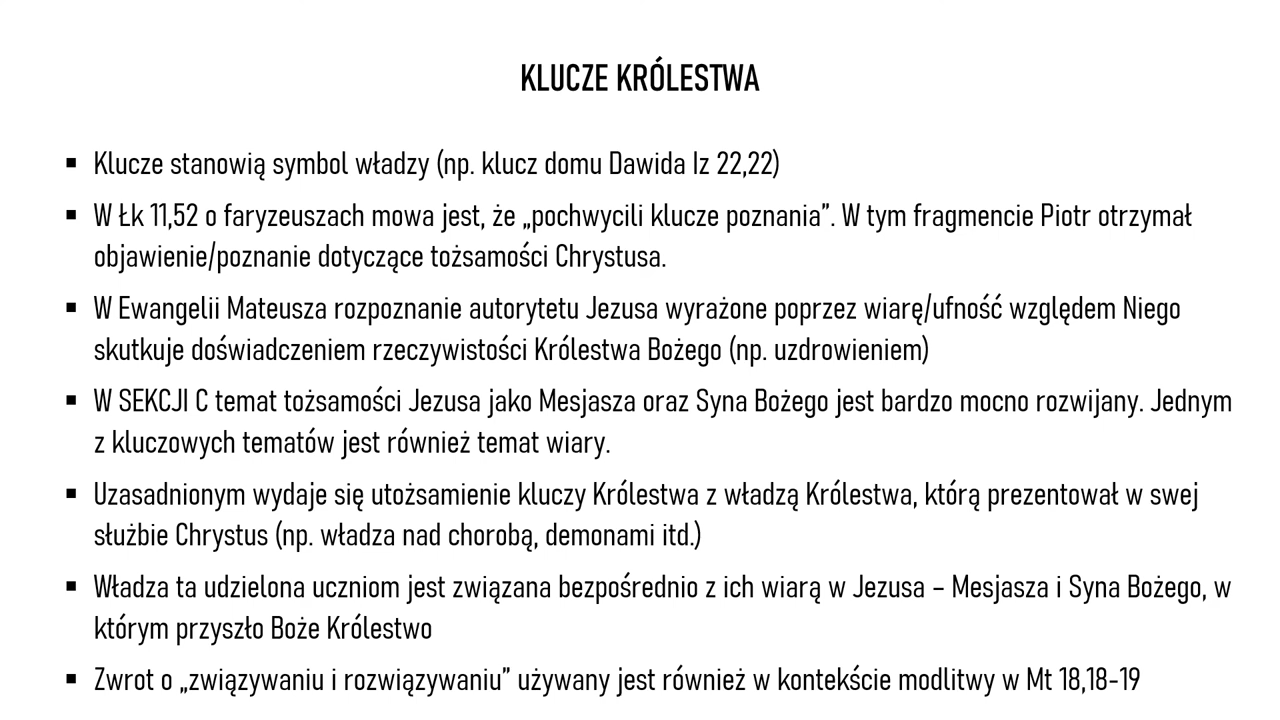 KLUCZE KRÓLESTWA
▪ Klucze stanowią symbol władzy (np. klucz domu Dawida Iz 22,22)
▪ W Łk 11,52 o faryzeuszach mowa jest, że „pochwycili klucze poznania”. W tym fragmencie Piotr otrzymał
objawienie/poznanie dotyczące tożsamości Chrystusa.
▪ W Ewangelii Mateusza rozpoznanie autorytetu Jezusa wyrażone poprzez wiarę/ufność względem Niego
skutkuje doświadczeniem rzeczywistości Królestwa Bożego (np. uzdrowieniem)
▪ W SEKCJI C temat tożsamości Jezusa jako Mesjasza oraz Syna Bożego jest bardzo mocno rozwijany. Jednym
z kluczowych tematów jest również temat wiary.
▪ Uzasadnionym wydaje się utożsamienie kluczy Królestwa z władzą Królestwa, którą prezentował w swej
służbie Chrystus (np. władza nad chorobą, demonami itd.)
▪ Władza ta udzielona uczniom jest związana bezpośrednio z ich wiarą w Jezusa – Mesjasza i Syna Bożego, w
którym przyszło Boże Królestwo
▪ Zwrot o „związywaniu i rozwiązywaniu” używany jest również w kontekście modlitwy w Mt 18,18-19